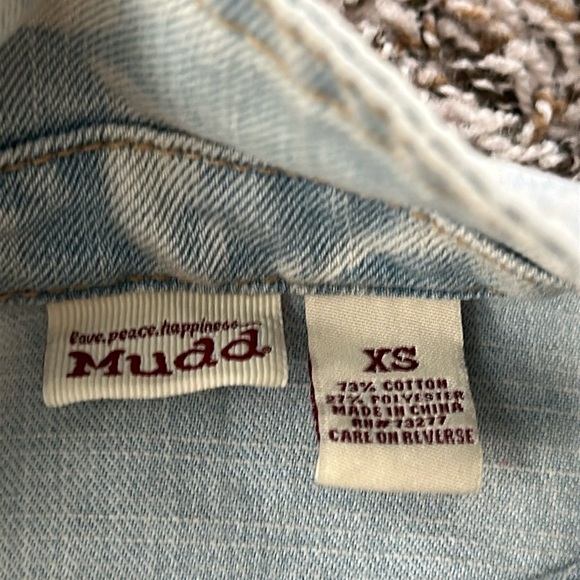 Love.peace.happiness...
Mudd
XS
73% COTTON
27% POLYESTER
MADE IN CHINA
RN#73277
CARE ON REVERSE